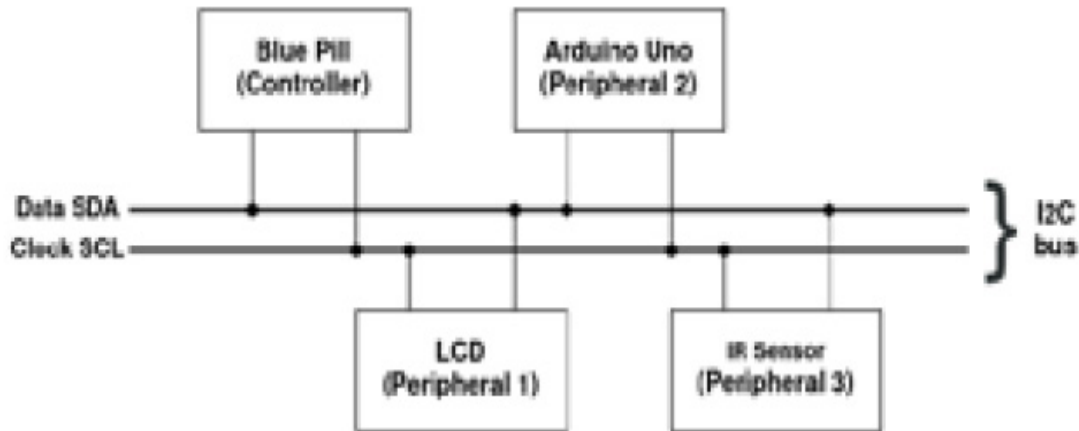 Blue Pill
(Controller)
Arduino Uno
(Peripheral 2)
Data SDA
Clock SCL
I2C
bus
LCD
(Peripheral 1)
IR Sensor
(Peripheral 3)